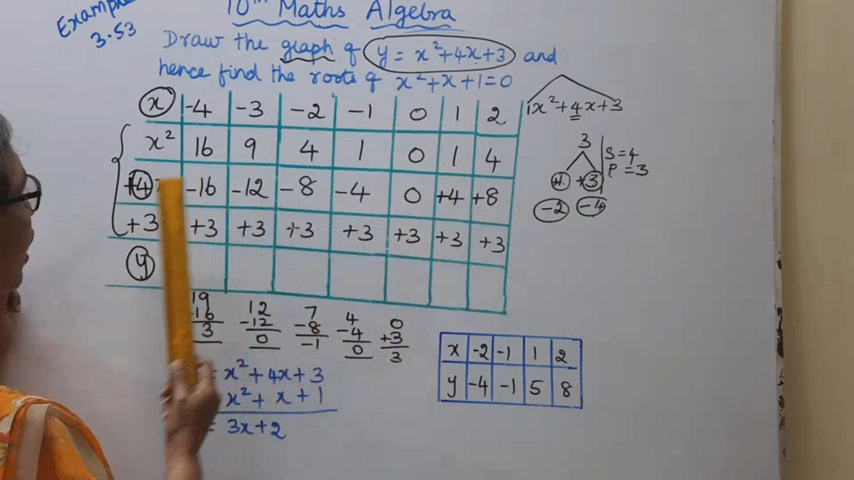 10th Maths Algebra
Example 3.53
Draw the graph of y = x²+4x+3 and
hence find the roots of x²+x+1=0
x -4 -3 -2 -1 0 1 2
x² 16 9 4 1 0 1 4
+4 -16 -12 -8 -4 0 +4 +8
+3 +3 +3 +3 +3 +3 +3 +3
y
1x²+4x+3
3
S=4
P=3
+3
-2 -4
19 12 7 4 0
-16 -12 -8 -4 +3
3 0 -1 0 3
= x²+4x+3
x²+ x+1
= 3x+2
x -2 -1 1 2
y -4 -1 5 8